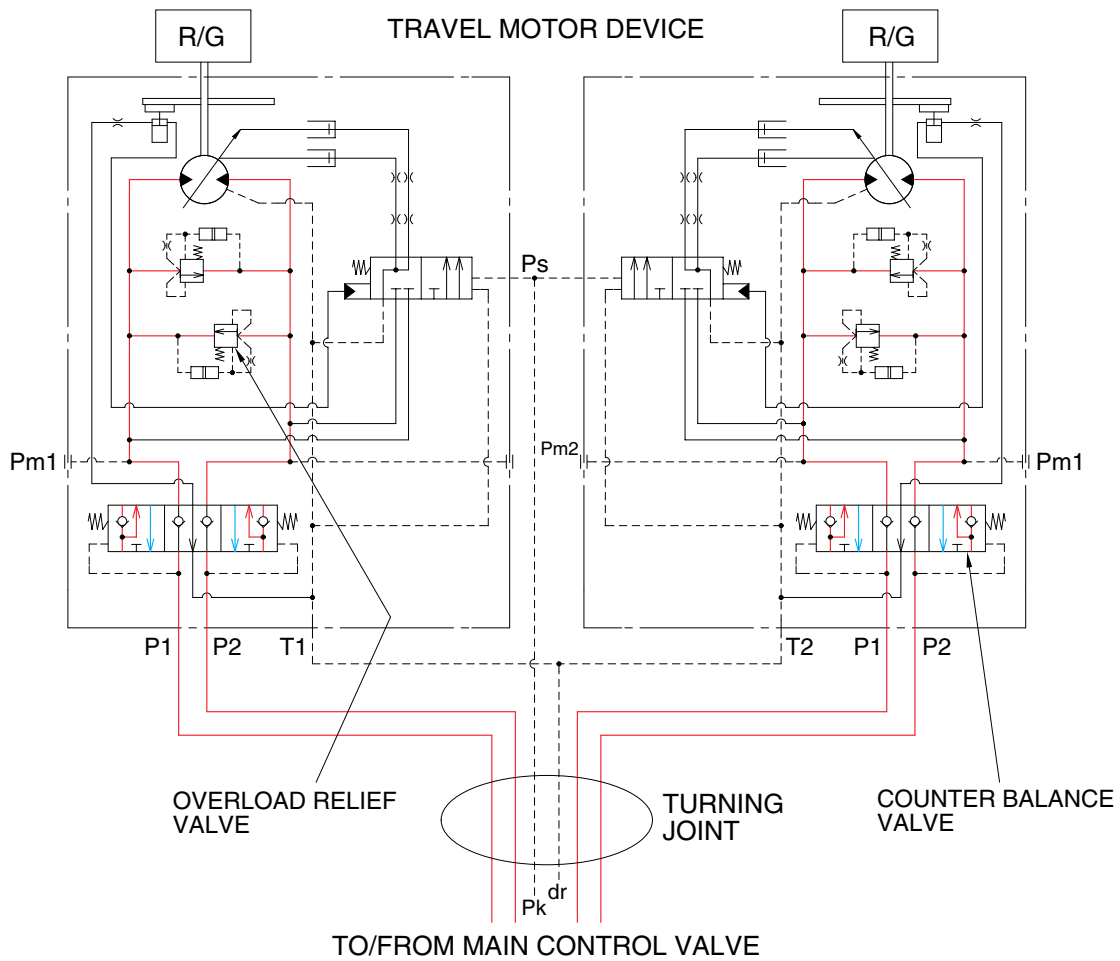 R/G
TRAVEL MOTOR DEVICE
R/G
Ps
Pm1
Pm2
Pm1
P1
P2
T1
T2
P1
P2
OVERLOAD RELIEF
VALVE
TURNING
JOINT
COUNTER BALANCE
VALVE
Pk
dr
TO/FROM MAIN CONTROL VALVE